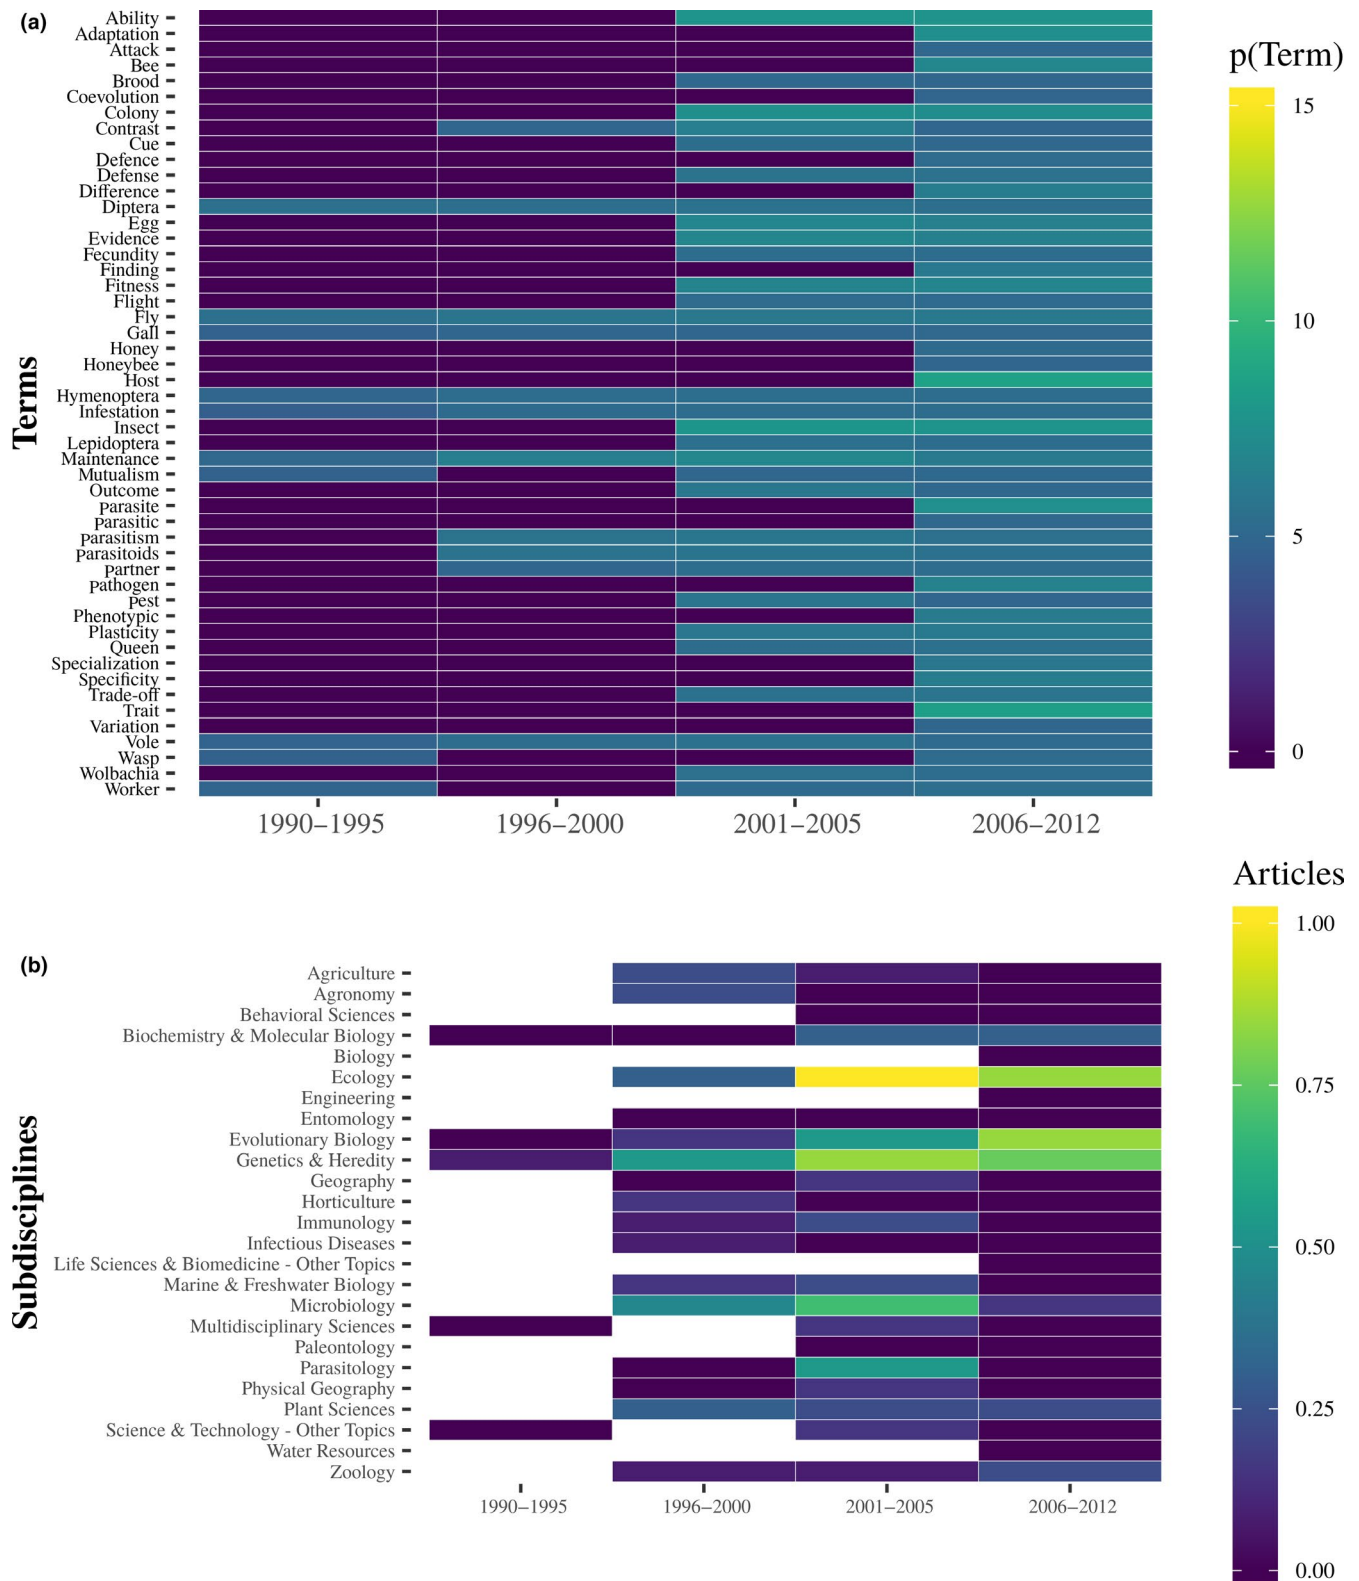 (a)
Terms
Ability
Adaptation
Attack
Bee
Brood
Coevolution
Colony
Contrast
Cue
Defence
Defense
Difference
Diptera
Egg
Evidence
Fecundity
Finding
Fitness
Flight
Fly
Gall
Honey
Honeybee
Host
Hymenoptera
Infestation
Insect
Lepidoptera
Maintenance
Mutualism
Outcome
Parasite
Parasitic
Parasitism
Parasitoids
Partner
Pathogen
Pest
Phenotypic
Plasticity
Queen
Specialization
Specificity
Trade-off
Trait
Variation
Vole
Wasp
Wolbachia
Worker
1990–1995 1996–2000 2001–2005 2006–2012
p(Term)
15
10
5
0
(b)
Subdisciplines
Agriculture
Agronomy
Behavioral Sciences
Biochemistry & Molecular Biology
Biology
Ecology
Engineering
Entomology
Evolutionary Biology
Genetics & Heredity
Geography
Horticulture
Immunology
Infectious Diseases
Life Sciences & Biomedicine - Other Topics
Marine & Freshwater Biology
Microbiology
Multidisciplinary Sciences
Paleontology
Parasitology
Physical Geography
Plant Sciences
Science & Technology - Other Topics
Water Resources
Zoology
1990–1995 1996–2000 2001–2005 2006–2012
Articles
1.00
0.75
0.50
0.25
0.00